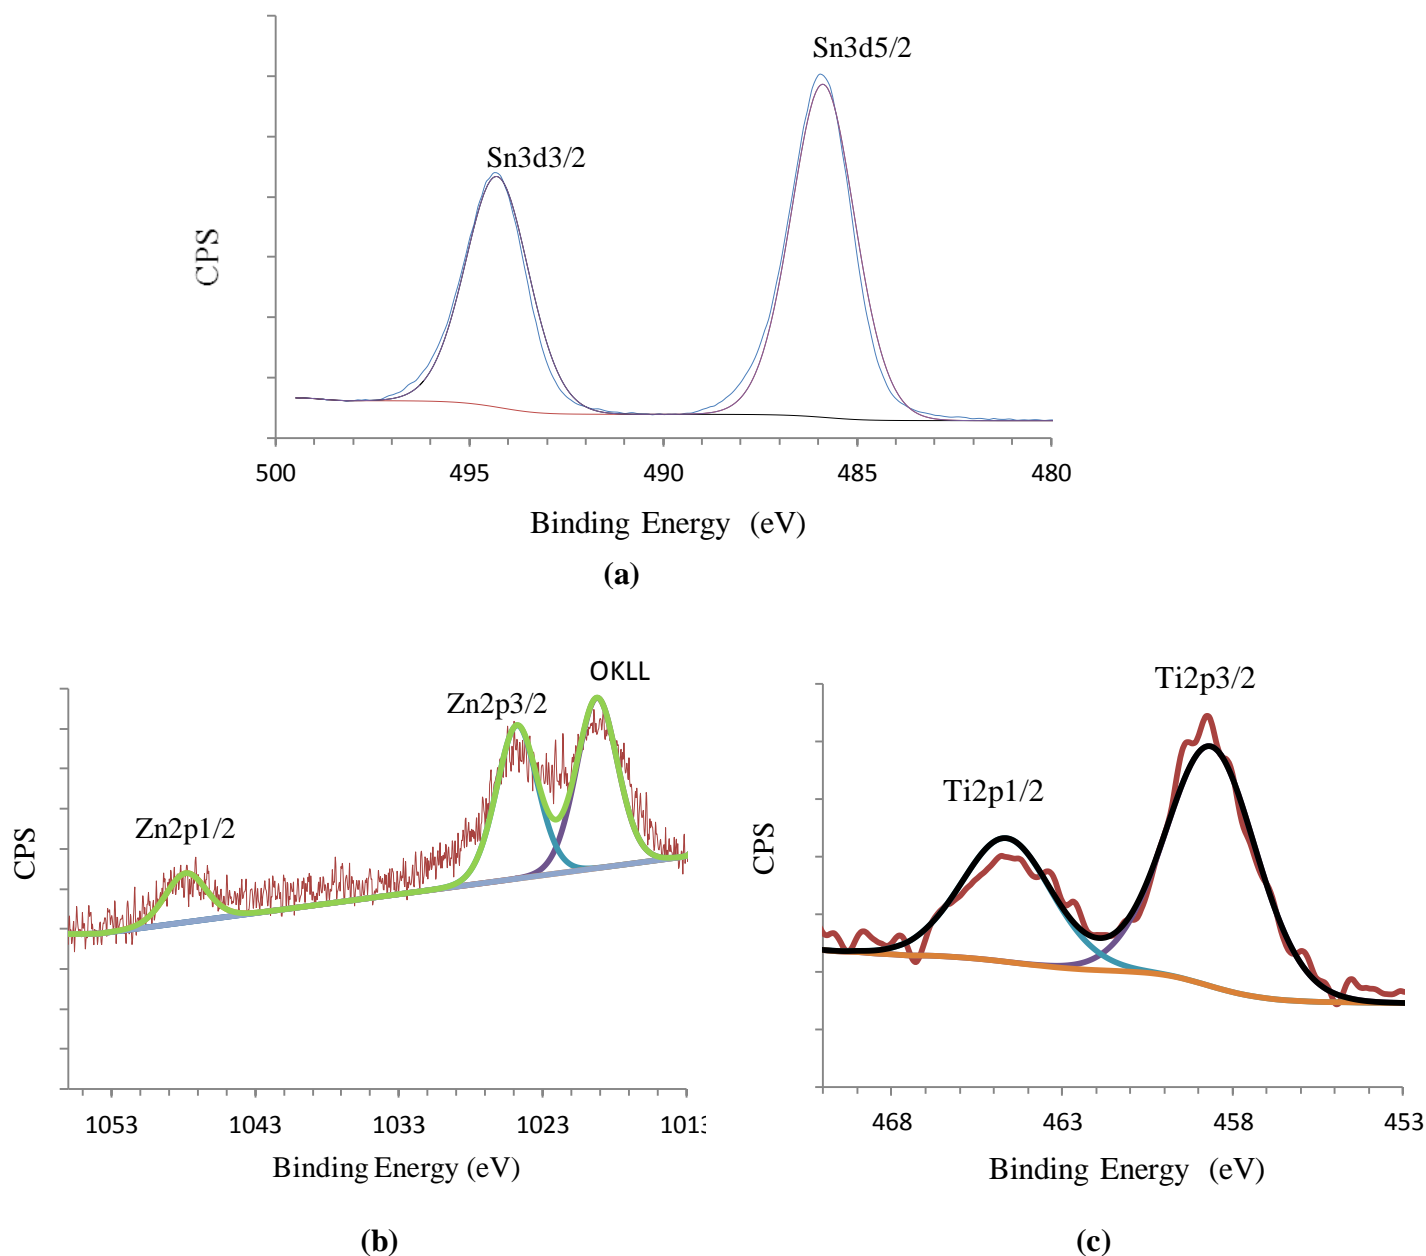 Sn3d5/2
Sn3d3/2
CPS
500 495 490 485 480
Binding Energy (eV)
(a)
OKLL
Zn2p3/2
Zn2p1/2
CPS
1053 1043 1033 1023 1013
Binding Energy (eV)
(b)
Ti2p3/2
Ti2p1/2
CPS
468 463 458 453
Binding Energy (eV)
(c)